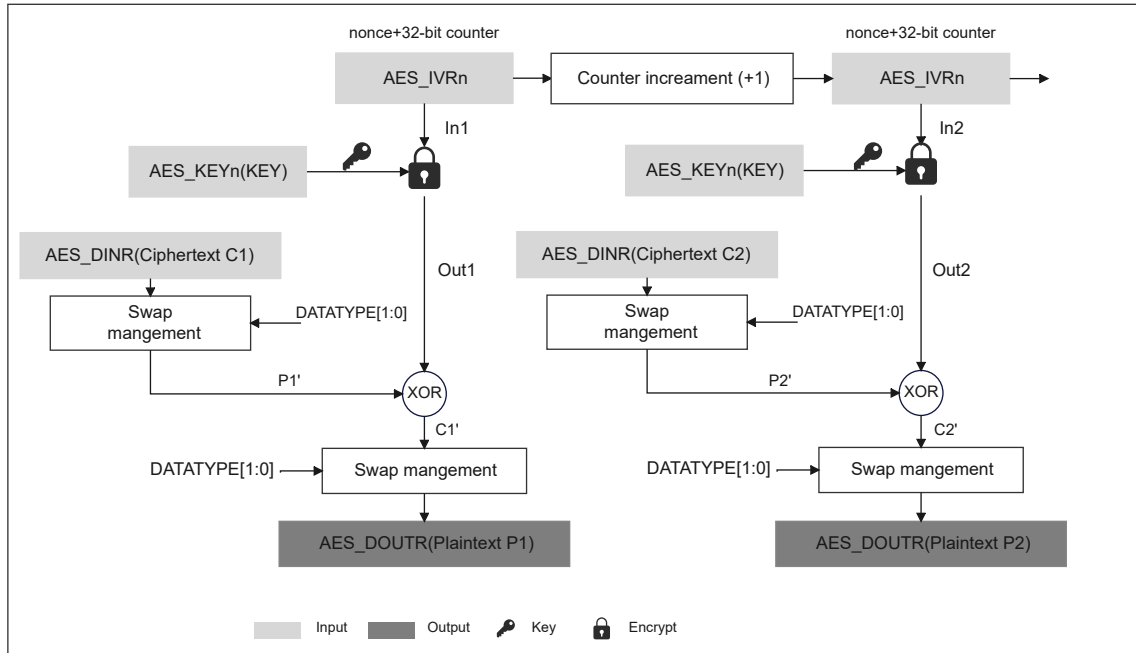 nonce+32-bit counter
nonce+32-bit counter
AES_IVRn
Counter increament (+1)
AES_IVRn
In1
In2
AES_KEYn(KEY)
AES_KEYn(KEY)
AES_DINR(Ciphertext C1)
Out1
AES_DINR(Ciphertext C2)
Out2
Swap
mangement
DATATYPE[1:0]
Swap
mangement
DATATYPE[1:0]
P1'
XOR
P2'
XOR
C1'
C2'
DATATYPE[1:0]
Swap mangement
DATATYPE[1:0]
Swap mangement
AES_DOUTR(Plaintext P1)
AES_DOUTR(Plaintext P2)
Input
Output
Key
Encrypt